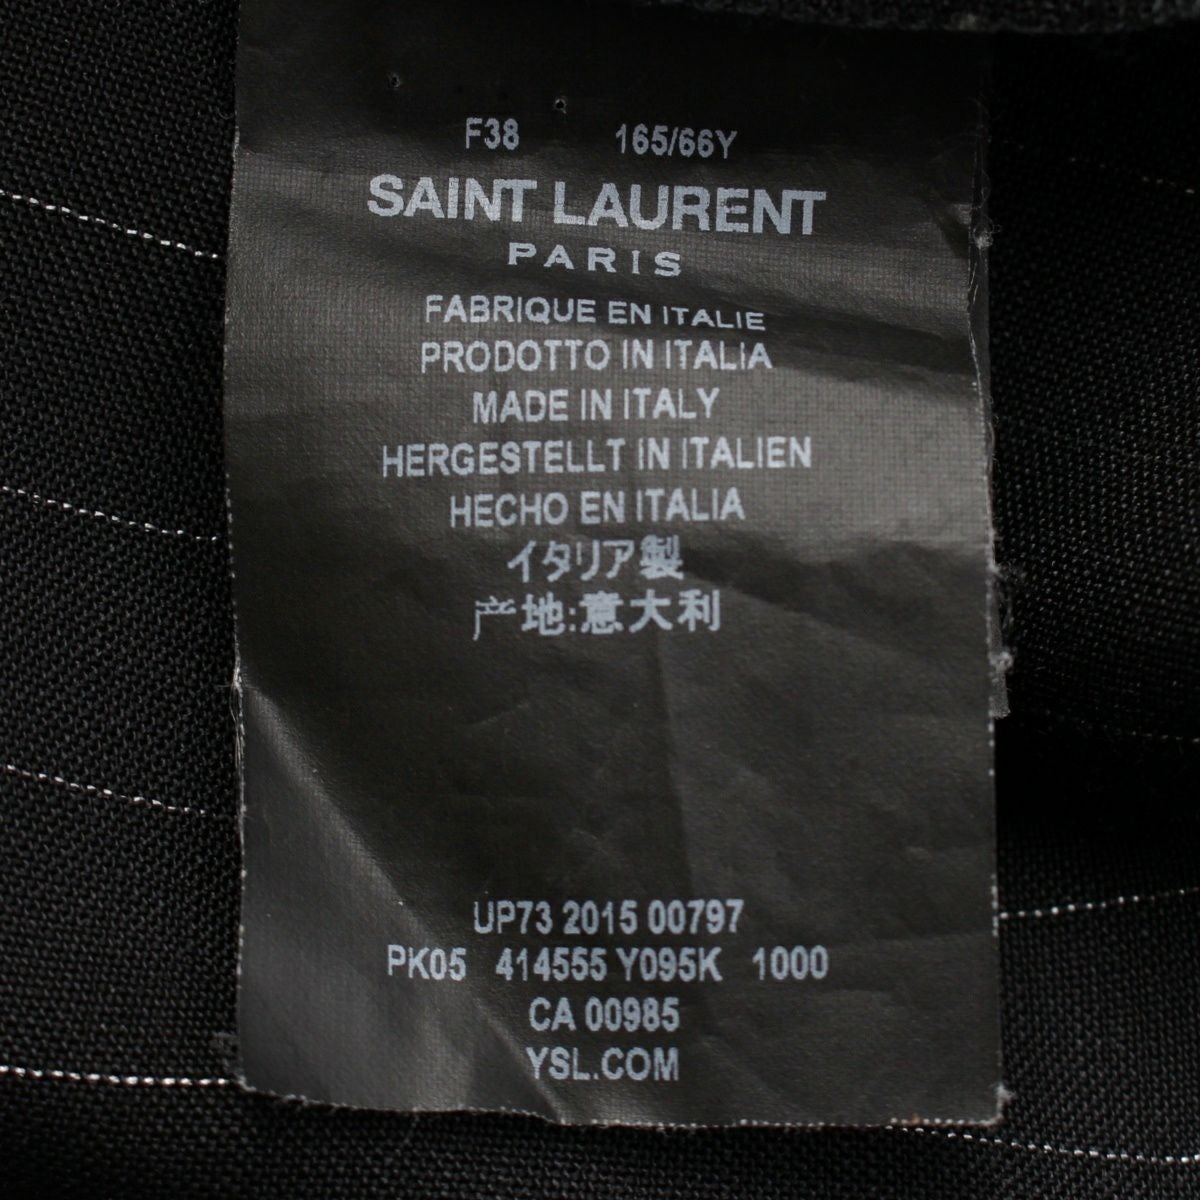 F38 165/66Y
SAINT LAURENT
PARIS
FABRIQUE EN ITALIE
PRODOTTO IN ITALIA
MADE IN ITALY
HERGESTELLT IN ITALIEN
HECHO EN ITALIA
イタリア製
产地:意大利
UP73 2015 00797
PK05 414555 Y095K 1000
CA 00985
YSL.COM